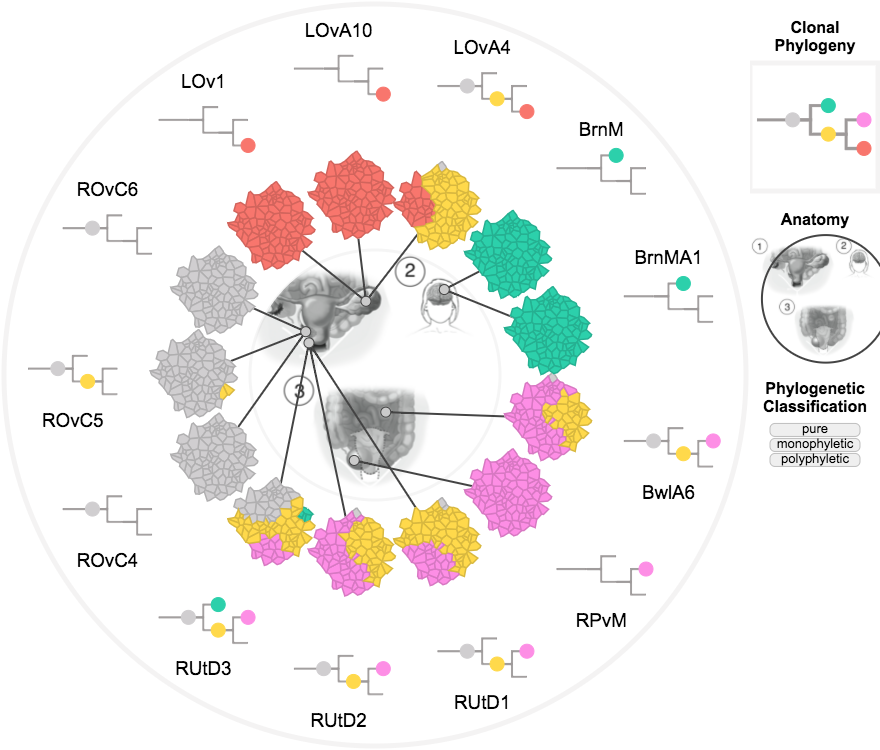 LOvA10
LOvA4
LOv1
BrnM
ROvC6
BrnMA1
ROvC5
BwlA6
ROvC4
RPvM
RUtD3
RUtD1
RUtD2
2
3
Clonal
Phylogeny
Anatomy
1
2
3
Phylogenetic
Classification
pure
monophyletic
polyphyletic